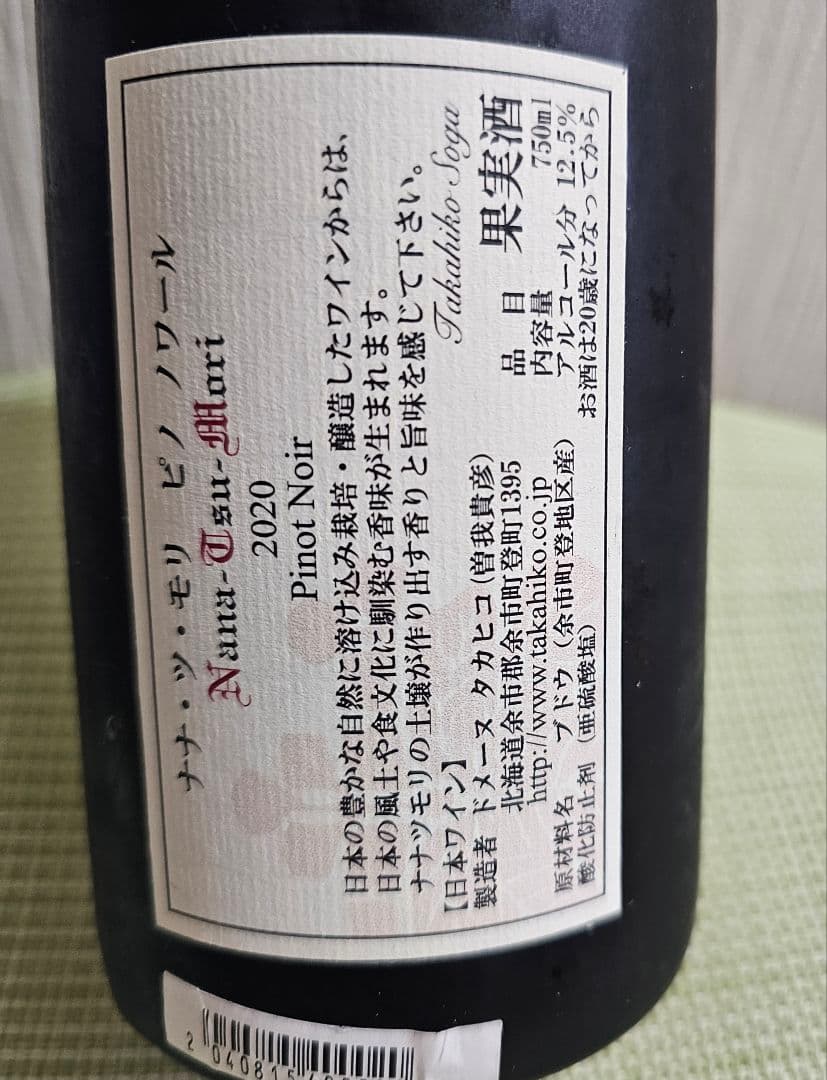 ナナ・ツ・モリ ピノ ノワール
Nana-Tsu-Mori
2020
Pinot Noir
日本の豊かな自然に溶け込み栽培・醸造したワインからは、
日本の風土や食文化に馴染む香味が生まれます。
ナナツモリの土壌が作り出す香りと旨味を感じて下さい。
Takahiko Soga
【日本ワイン】
製造者 ドメーヌ タカヒコ (曽我貴彦)
北海道余市郡余市町登町1395
http://www.takahiko.co.jp
原材料名 ブドウ (余市町登地区産)
酸化防止剤 (亜硫酸塩)
品目 果実酒
内容量 750ml
アルコール分 12.5%
お酒は20歳になってから